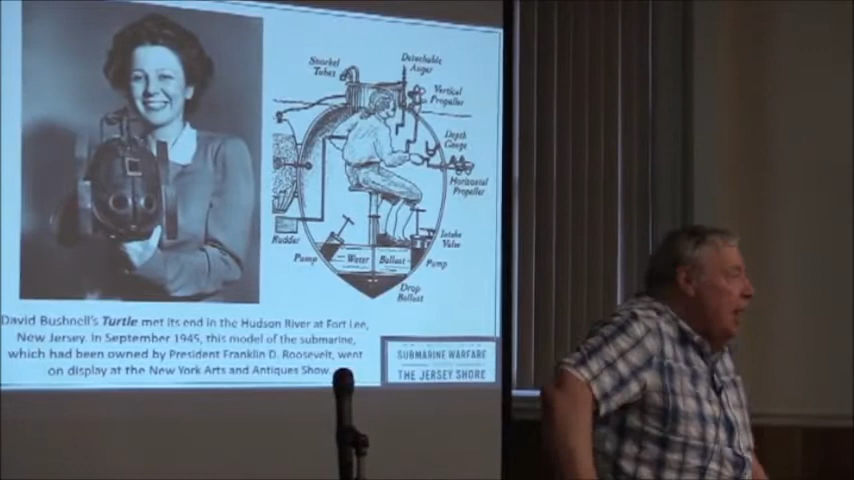 Snorkel
Tubes
Detachable
Auger
Vertical
Propeller
Depth
Gauge
Horizontal
Propeller
Rudder
Intake
Valve
Pump
Water
Ballast
Pump
Drop
Ballast
David Bushnell's Turtle met its end in the Hudson River at Fort Lee,
New Jersey. In September 1945, this model of the submarine,
which had been owned by President Franklin D. Roosevelt, went
on display at the New York Arts and Antiques Show.
SUBMARINE WARFARE
THE JERSEY SHORE